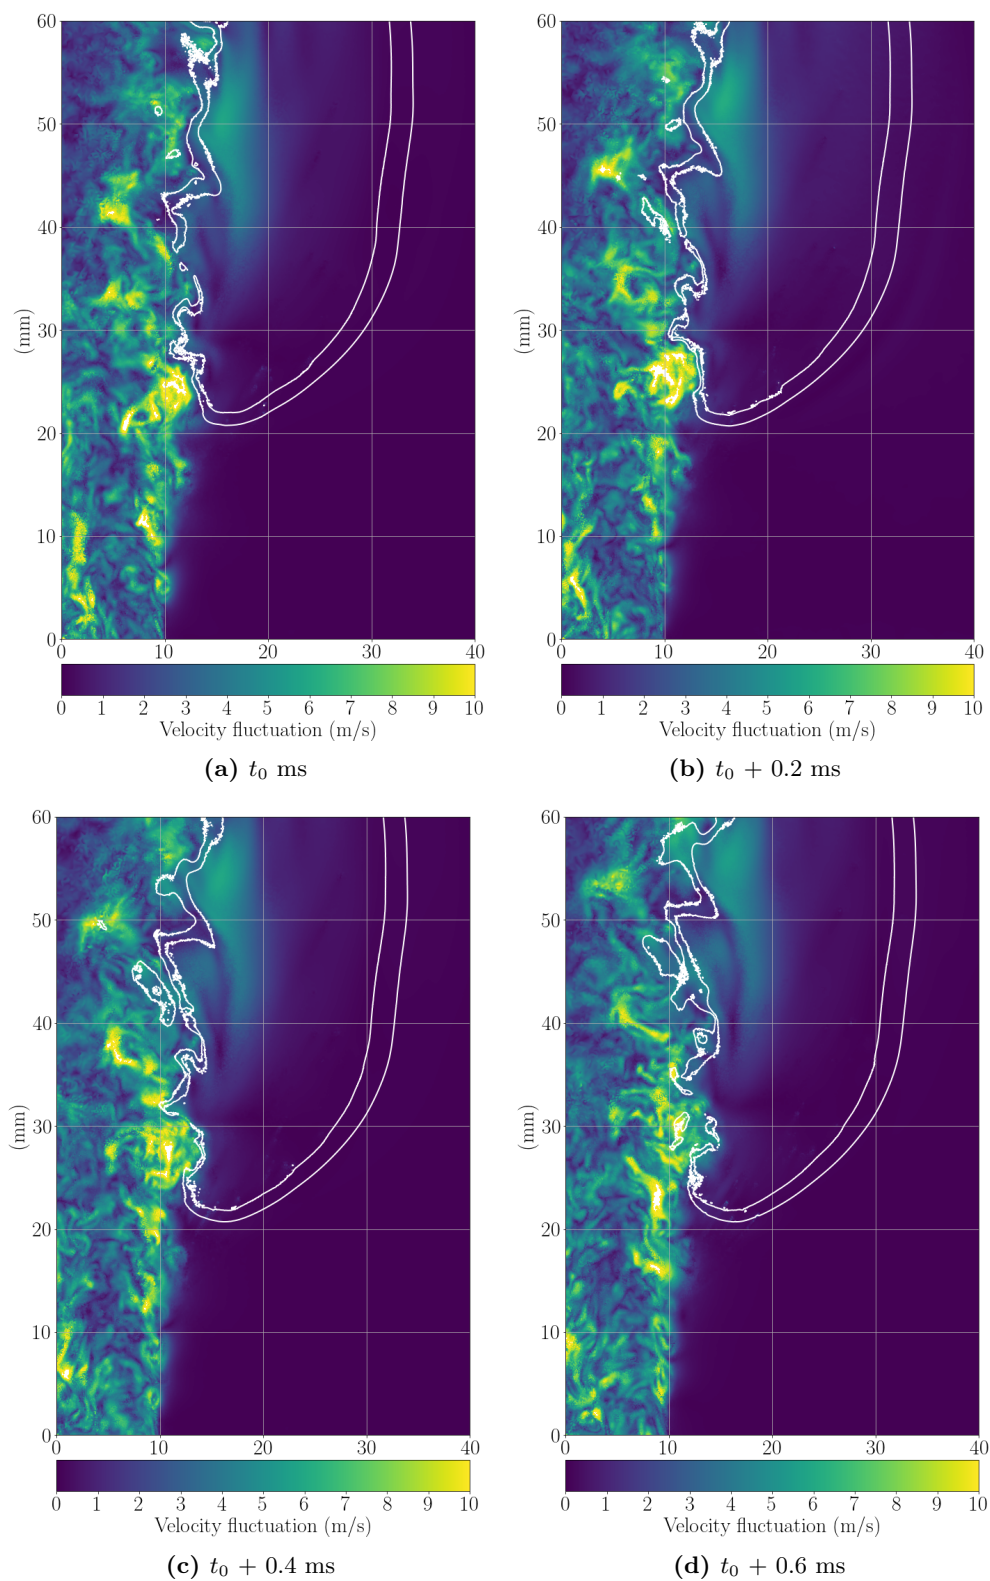 60
50
40
30
20
10
0
(mm)
0 10 20 30 40
0 1 2 3 4 5 6 7 8 9 10
Velocity fluctuation (m/s)
(a) t₀ ms
60
50
40
30
20
10
0
(mm)
0 10 20 30 40
0 1 2 3 4 5 6 7 8 9 10
Velocity fluctuation (m/s)
(b) t₀ + 0.2 ms
60
50
40
30
20
10
0
(mm)
0 10 20 30 40
0 1 2 3 4 5 6 7 8 9 10
Velocity fluctuation (m/s)
(c) t₀ + 0.4 ms
60
50
40
30
20
10
0
(mm)
0 10 20 30 40
0 1 2 3 4 5 6 7 8 9 10
Velocity fluctuation (m/s)
(d) t₀ + 0.6 ms